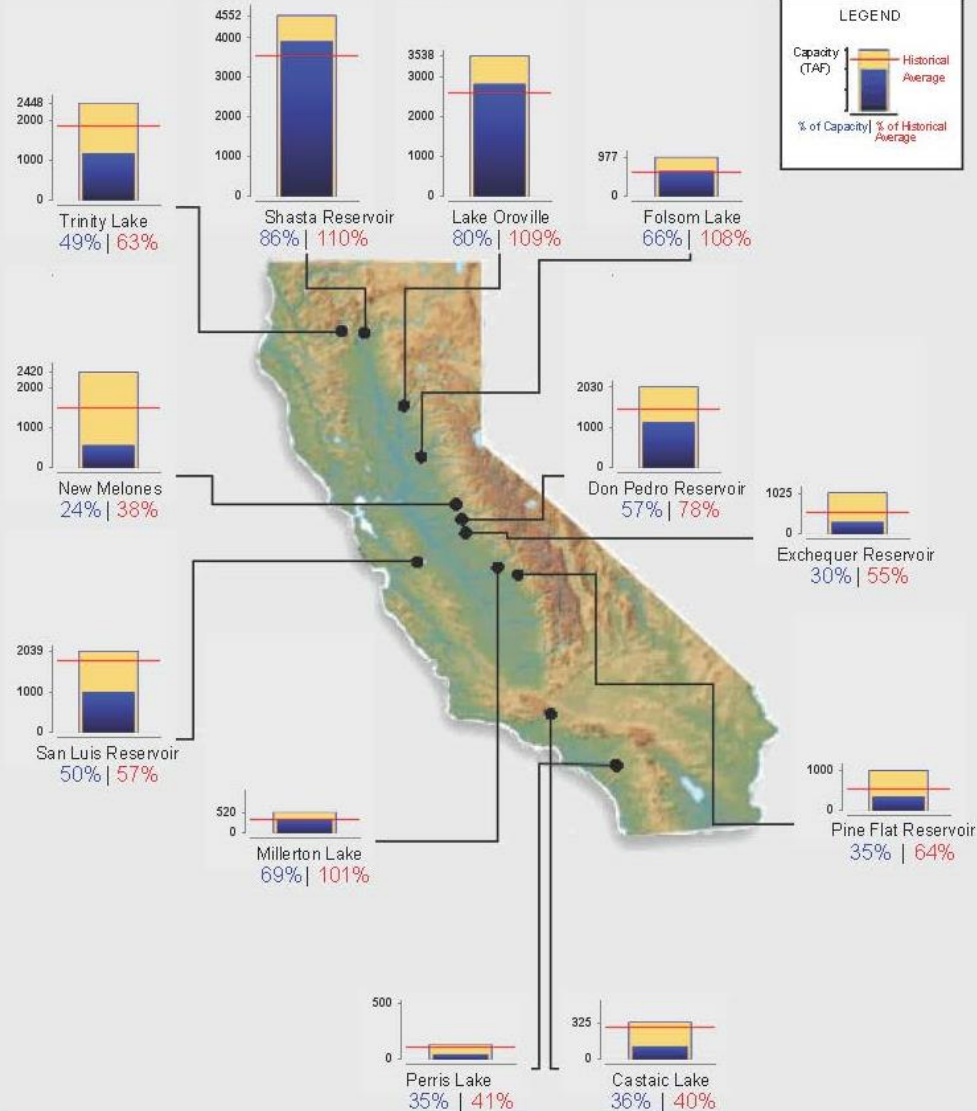 4552
4000
3000
2000
1000
0
Shasta Reservoir
86% | 110%
3538
3000
2000
1000
0
Lake Oroville
80% | 109%
LEGEND
Capacity
(TAF)
Historical
Average
% of Capacity | % of Historical
Average
2448
2000
1000
0
Trinity Lake
49% | 63%
977
0
Folsom Lake
66% | 108%
2420
2000
1000
0
New Melones
24% | 38%
2030
1000
0
Don Pedro Reservoir
57% | 78%
1025
0
Exchequer Reservoir
30% | 55%
2039
1000
0
San Luis Reservoir
50% | 57%
520
0
Millerton Lake
69% | 101%
1000
0
Pine Flat Reservoir
35% | 64%
500
0
Perris Lake
35% | 41%
325
0
Castaic Lake
36% | 40%